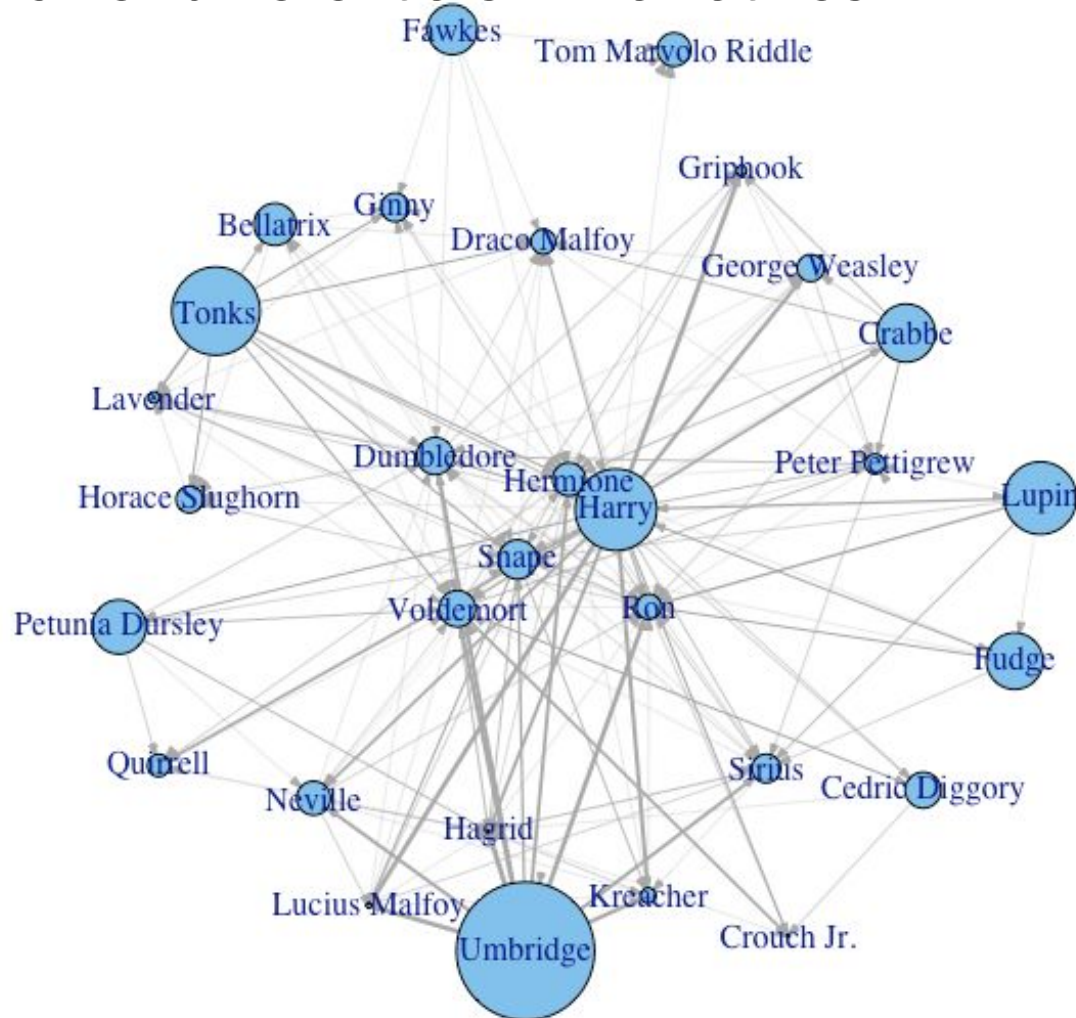 Fawkes
Tom Marvolo Riddle
Griphook
Ginny
Bellatrix
Draco Malfoy
George Weasley
Tonks
Crabbe
Lavender
Dumbledore
Hermione
Peter Pettigrew
Horace Slughorn
Harry
Lupin
Snape
Voldemort
Ron
Petunia Dursley
Fudge
Quirrell
Sirius
Neville
Cedric Diggory
Hagrid
Lucius Malfoy
Kreacher
Crouch Jr.
Umbridge